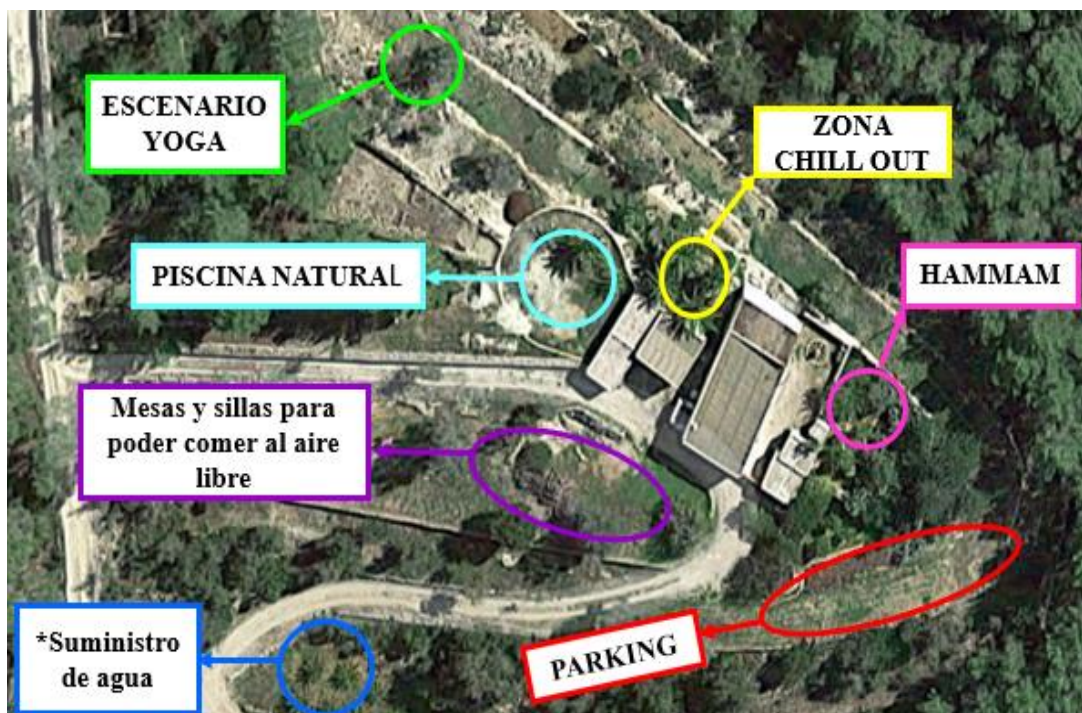 ESCENARIO
YOGA
ZONA
CHILL OUT
PISCINA NATURAL
HAMMAM
Mesas y sillas para
poder comer al aire
libre
*Suministro
de agua
PARKING